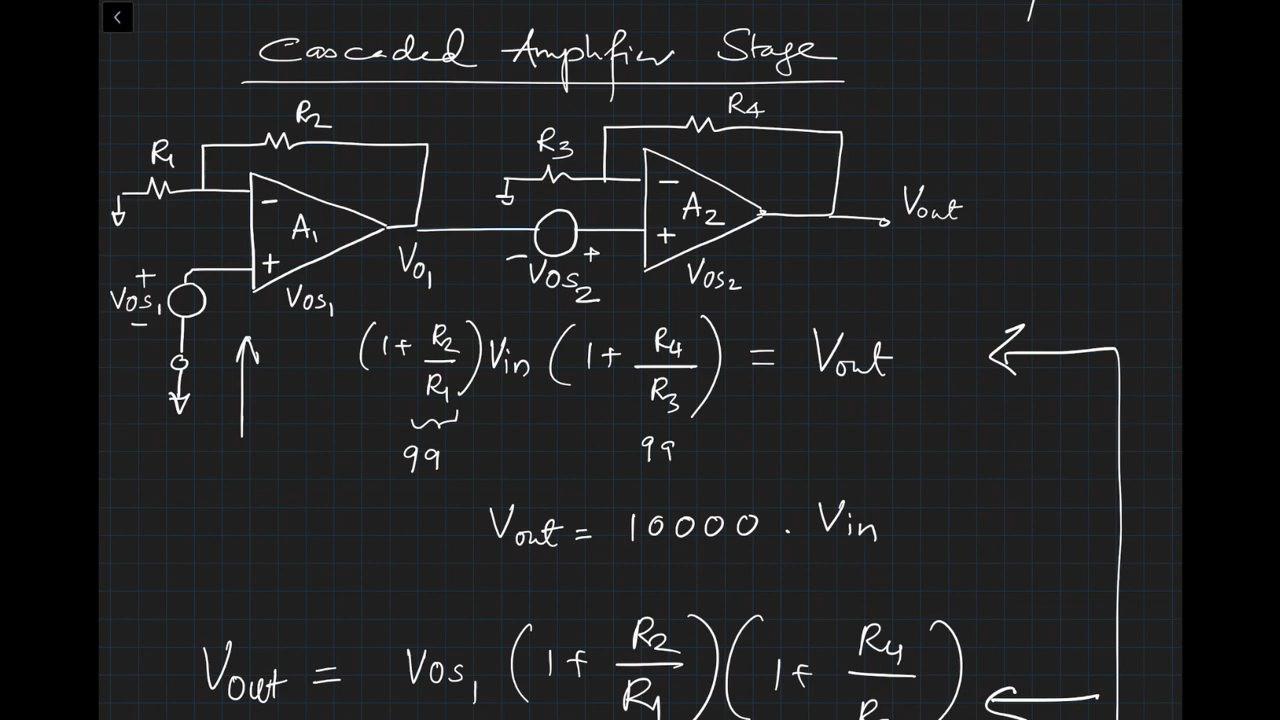 Cascaded Amplifier Stage
R2 R4
R1 R3
- A1 - A2 Vout
+ VOS1 - + VO1 - VOS2 + + VOS2
VOS1
(1+ R2/R1) Vin (1+ R4/R3) = Vout
99 99
Vout = 10000 . Vin
Vout = VOS1 (1+ R2/R1) (1+ R4/